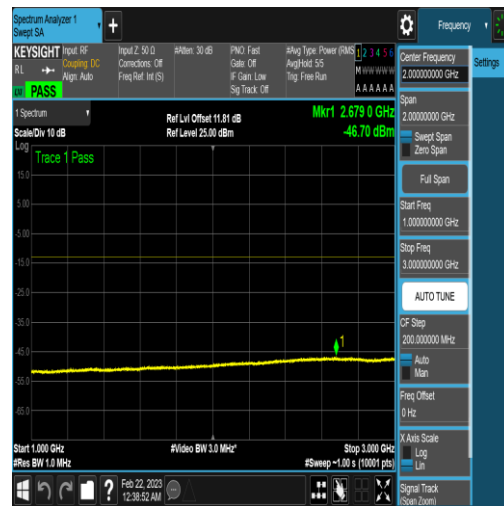 Spectrum Analyzer 1
Swept SA
Frequency
KEYSIGHT
Input: RF
Coupling: DC
Align: Auto
Input Z: 50 Ω
Corrections: Off
Freq Ref: Int (S)
#Atten: 30 dB
PNO: Fast
Gate: Off
IF Gain: Low
Sig Track: Off
#Avg Type: Power (RMS
Avg|Hold: 5/5
Trig: Free Run
1 2 3 4 5 6
M W W W W W
A A A A A A
R L
LXI PASS
1 Spectrum
Scale/Div 10 dB
Ref Lvl Offset 11.81 dB
Ref Level 25.00 dBm
Mkr1 2.679 0 GHz
-46.70 dBm
Log
Trace 1 Pass
15.0
5.00
-5.00
-15.0
-25.0
-35.0
-45.0
-55.0
-65.0
1
Start 1.000 GHz
#Res BW 1.0 MHz
#Video BW 3.0 MHz*
Stop 3.000 GHz
#Sweep ~1.00 s (10001 pts)
Feb 22, 2023
12:38:52 AM
Center Frequency
2.000000000 GHz
Settings
Span
2.00000000 GHz
Swept Span
Zero Span
Full Span
Start Freq
1.000000000 GHz
Stop Freq
3.000000000 GHz
AUTO TUNE
CF Step
200.000000 MHz
Auto
Man
Freq Offset
0 Hz
X Axis Scale
Log
Lin
Signal Track
(Span Zoom)